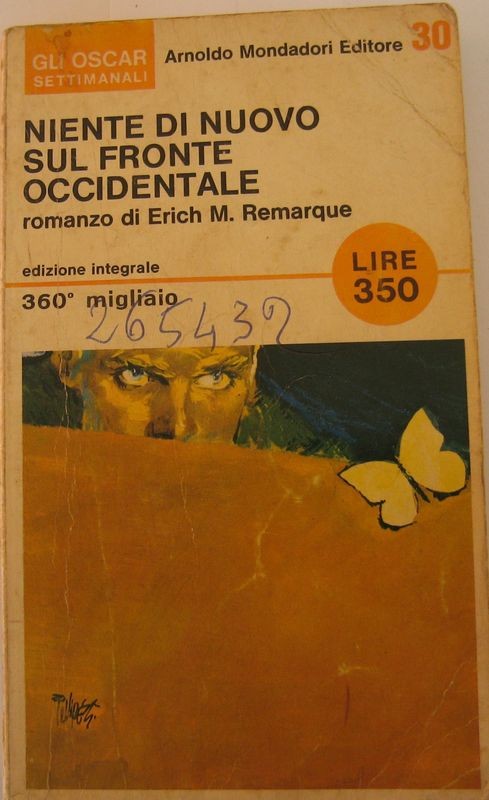 GLI OSCAR
SETTIMANALI
Arnoldo Mondadori Editore 30
NIENTE DI NUOVO
SUL FRONTE
OCCIDENTALE
romanzo di Erich M. Remarque
edizione integrale
LIRE
350
360° migliaio
265432